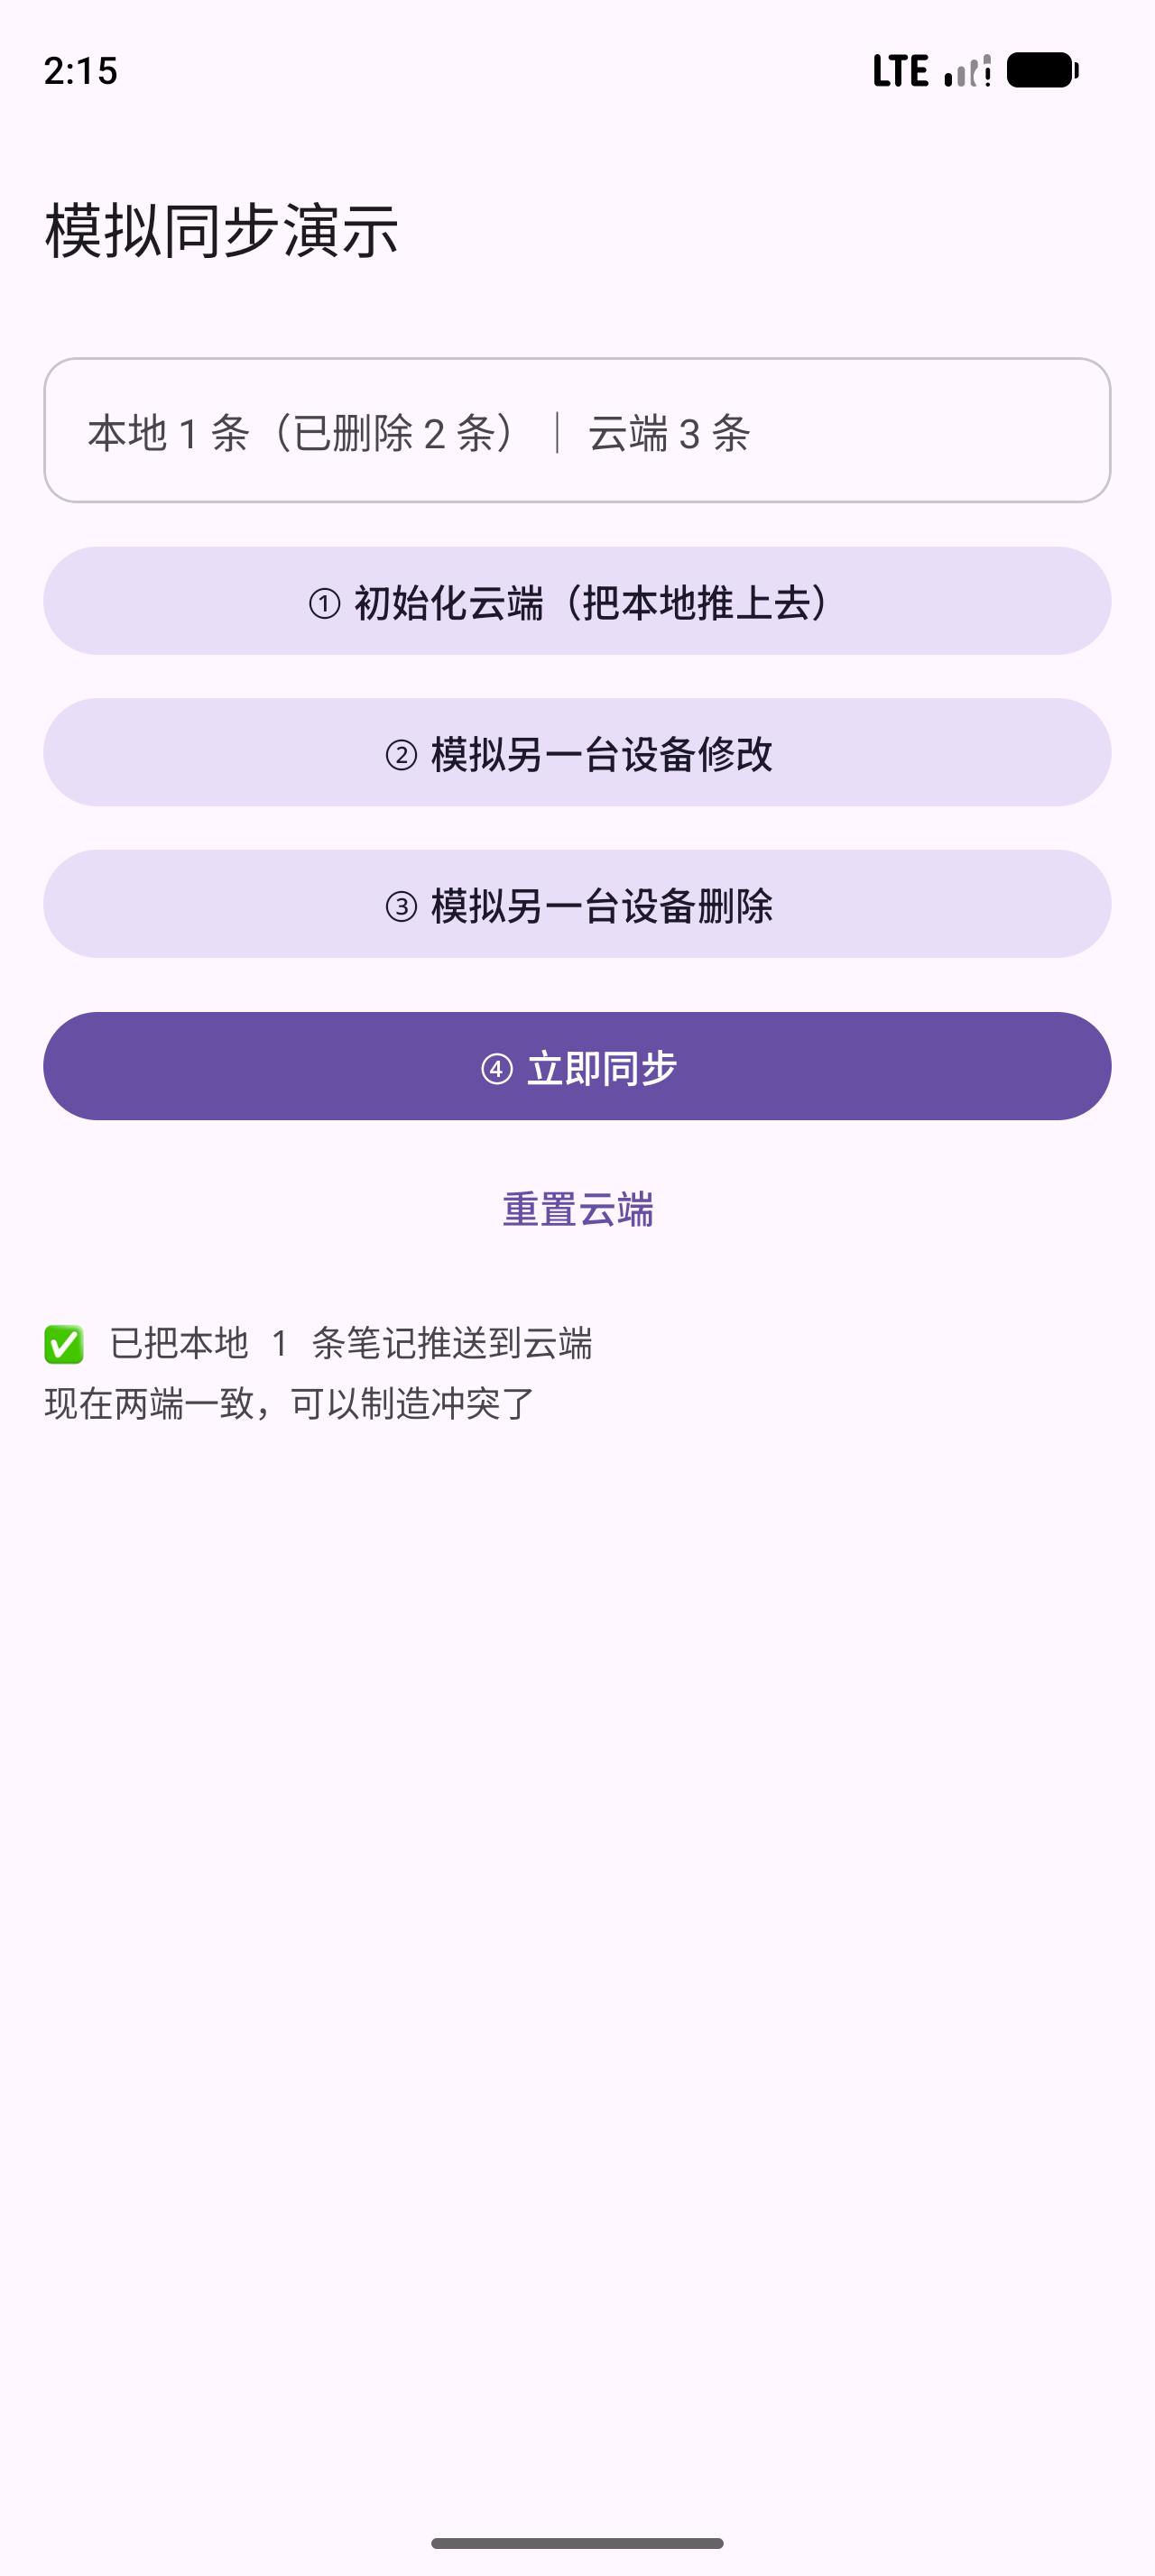 2:15 LTE
模拟同步演示
本地 1 条（已删除 2 条）｜ 云端 3 条
① 初始化云端（把本地推上去）
② 模拟另一台设备修改
③ 模拟另一台设备删除
④ 立即同步
重置云端
✅ 已把本地 1 条笔记推送到云端
现在两端一致，可以制造冲突了